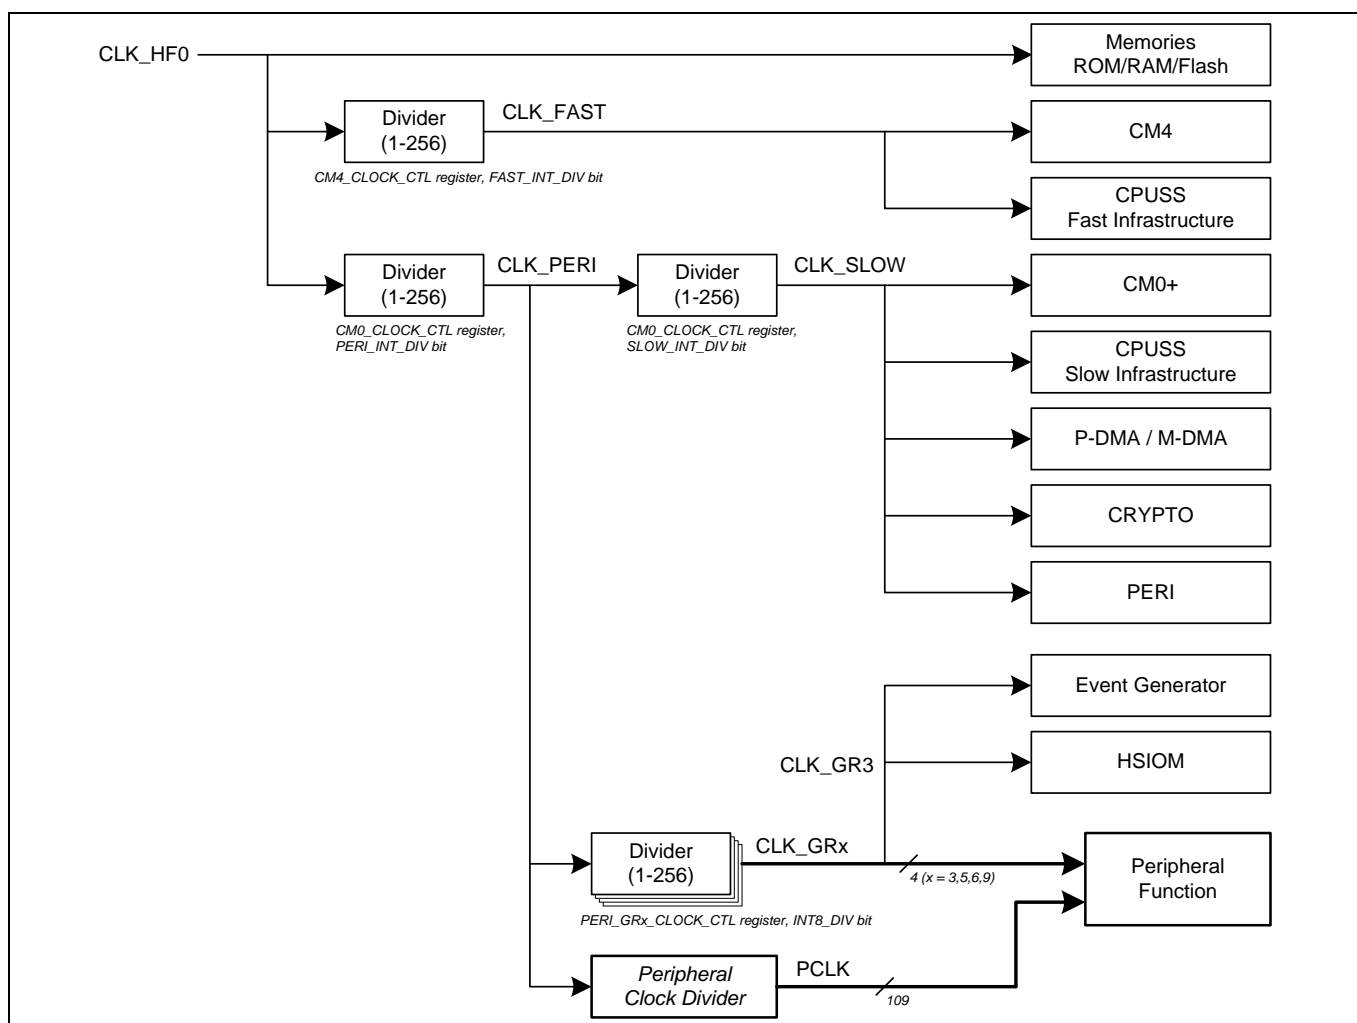 CLK_HF0
Memories
ROM/RAM/Flash
Divider
(1-256)
CLK_FAST
CM4
CM4_CLOCK_CTL register, FAST_INT_DIV bit
CPUSS
Fast Infrastructure
Divider
(1-256)
CLK_PERI
Divider
(1-256)
CLK_SLOW
CM0+
CM0_CLOCK_CTL register,
PERI_INT_DIV bit
CM0_CLOCK_CTL register,
SLOW_INT_DIV bit
CPUSS
Slow Infrastructure
P-DMA / M-DMA
CRYPTO
PERI
Event Generator
CLK_GR3
HSIOM
Divider
(1-256)
CLK_GRx
4 (x = 3,5,6,9)
Peripheral
Function
PERI_GRx_CLOCK_CTL register, INT8_DIV bit
Peripheral
Clock Divider
PCLK
109